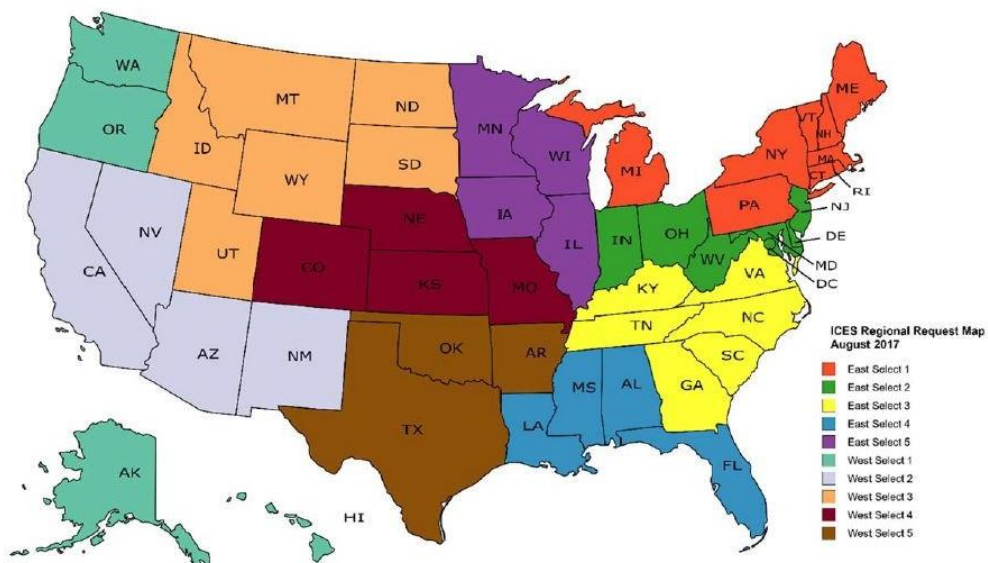 WA
OR
MT
ND
ID
SD
WY
MN
WI
MI
ME
VT
NH
NY
MA
CT
RI
PA
NJ
NE
IA
NV
UT
CO
CA
KS
MO
IL
IN
OH
WV
DE
MD
DC
VA
KY
TN
NC
SC
AZ
NM
OK
AR
TX
LA
MS
AL
GA
FL
AK
HI
ICES Regional Request Map
August 2017
East Select 1
East Select 2
East Select 3
East Select 4
East Select 5
West Select 1
West Select 2
West Select 3
West Select 4
West Select 5